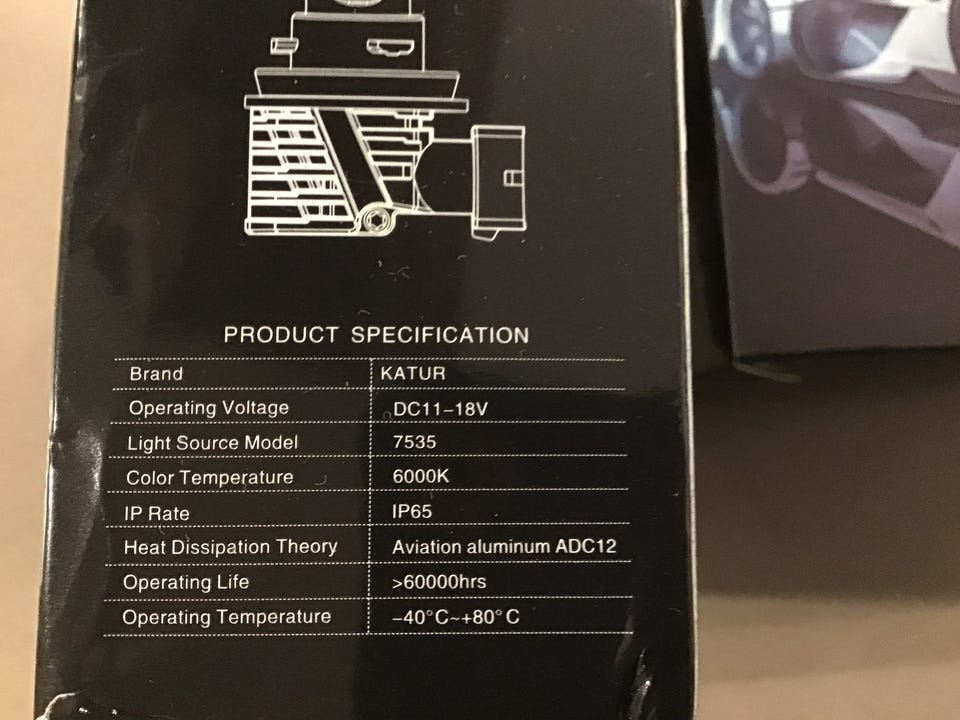 PRODUCT SPECIFICATION
Brand KATUR
Operating Voltage DC11–18V
Light Source Model 7535
Color Temperature 6000K
IP Rate IP65
Heat Dissipation Theory Aviation aluminum ADC12
Operating Life >60000hrs
Operating Temperature –40°C~+80°C